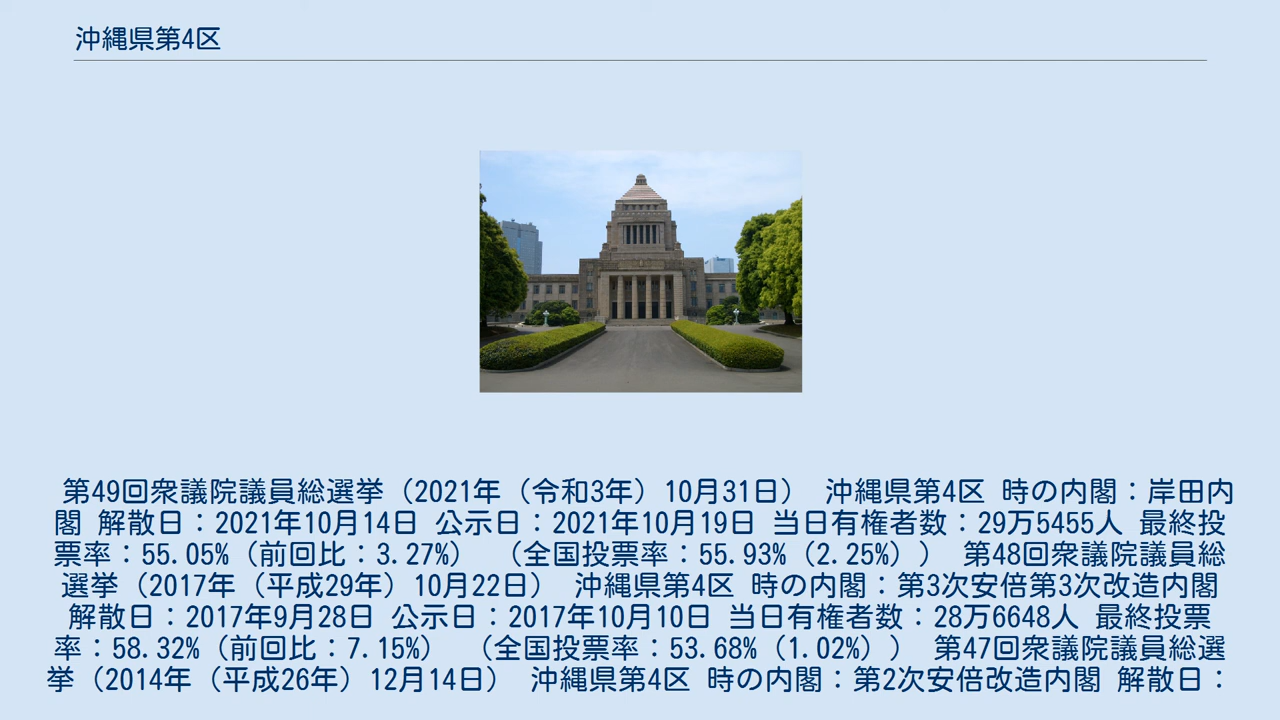 沖縄県第4区
第49回衆議院議員総選挙（2021年（令和3年）10月31日） 沖縄県第4区 時の内閣：岸田内
閣 解散日：2021年10月14日 公示日：2021年10月19日 当日有権者数：29万5455人 最終投
票率：55.05%（前回比：3.27%） （全国投票率：55.93%（2.25%）） 第48回衆議院議員総
選挙（2017年（平成29年）10月22日） 沖縄県第4区 時の内閣：第3次安倍第3次改造内閣
解散日：2017年9月28日 公示日：2017年10月10日 当日有権者数：28万6648人 最終投票
率：58.32%（前回比：7.15%） （全国投票率：53.68%（1.02%）） 第47回衆議院議員総選
挙（2014年（平成26年）12月14日） 沖縄県第4区 時の内閣：第2次安倍改造内閣 解散日：